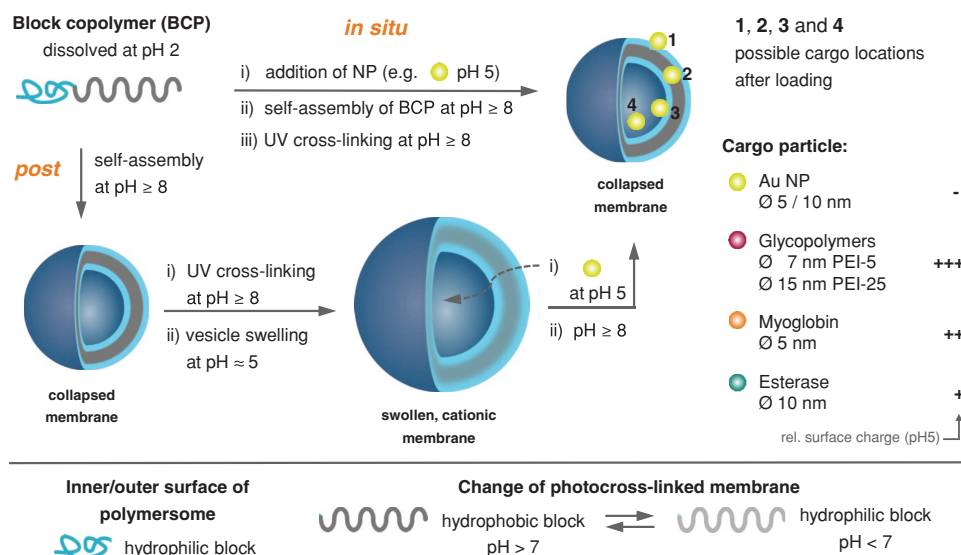 Block copolymer (BCP)
dissolved at pH 2
in situ
i) addition of NP (e.g. pH 5)
ii) self-assembly of BCP at pH ≥ 8
iii) UV cross-linking at pH ≥ 8
1
2
3
4
collapsed
membrane
1, 2, 3 and 4
possible cargo locations
after loading
post
self-assembly
at pH ≥ 8
collapsed
membrane
i) UV cross-linking
at pH ≥ 8
ii) vesicle swelling
at pH ≈ 5
swollen, cationic
membrane
i)
at pH 5
ii) pH ≥ 8
Cargo particle:
Au NP
Ø 5 / 10 nm
-
Glycopolymers
Ø 7 nm PEI-5
+++
Ø 15 nm PEI-25
Myoglobin
++
Ø 5 nm
Esterase
+
Ø 10 nm
rel. surface charge (pH5)
Inner/outer surface of
polymersome
hydrophilic block
Change of photocross-linked membrane
hydrophobic block
pH > 7
hydrophilic block
pH < 7